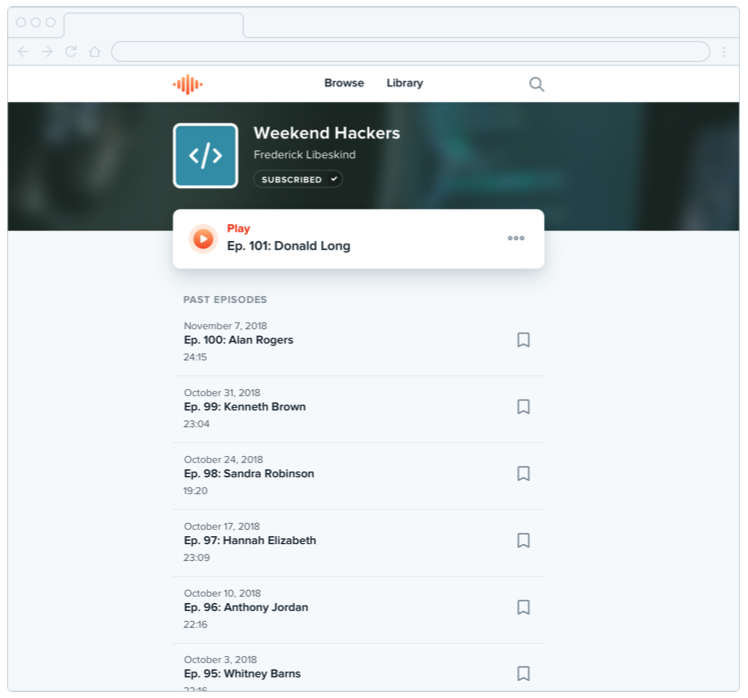 Browse Library
Weekend Hackers
Frederick Libeskind
SUBSCRIBED
Play
Ep. 101: Donald Long
PAST EPISODES
November 7, 2018
Ep. 100: Alan Rogers
24:15
October 31, 2018
Ep. 99: Kenneth Brown
23:04
October 24, 2018
Ep. 98: Sandra Robinson
19:20
October 17, 2018
Ep. 97: Hannah Elizabeth
23:09
October 10, 2018
Ep. 96: Anthony Jordan
22:16
October 3, 2018
Ep. 95: Whitney Barns